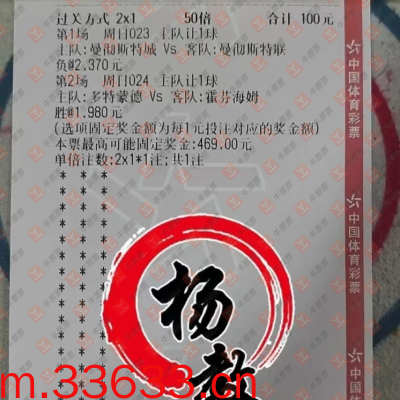 过关方式 2x1 50倍 合计 100元
第1场 周日023 主队让1球
主队:曼彻斯特城 Vs 客队:曼彻斯特联
负@2.370元
第2场 周日024 主队让1球
主队:多特蒙德 Vs 客队:霍芬海姆
胜@1.980元
(选项固定奖金额为每1元投注对应的奖金额)
本票最高可能固定奖金:469.00元
单倍注数:2x1*1注;共1注
中国体育彩票
中国体育彩票
中国体育彩票
杨
m.33633.cn